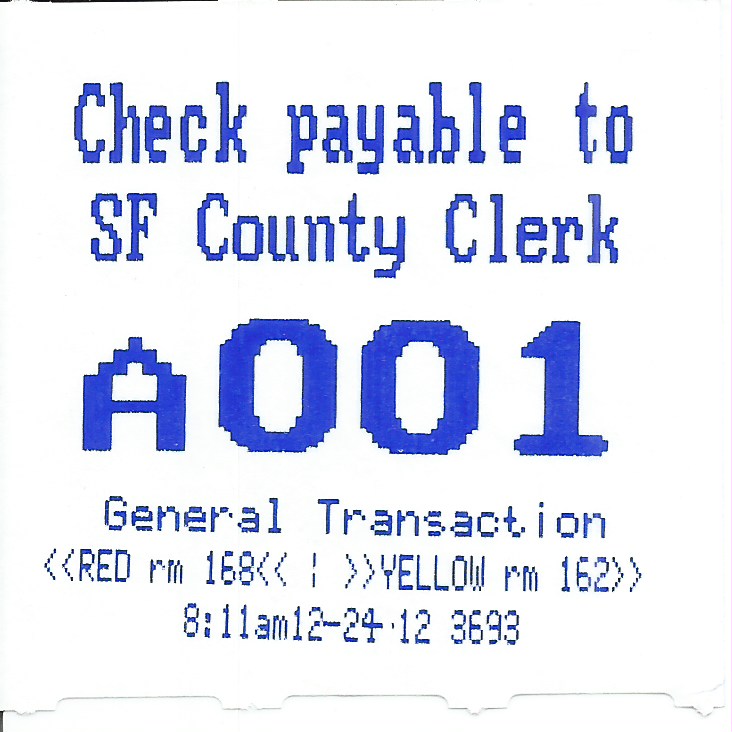 Check payable to
SF County Clerk
A001
General Transaction
<<RED rm 168<< ¦ >>YELLOW rm 162>>
8:11am12-24-12 3693